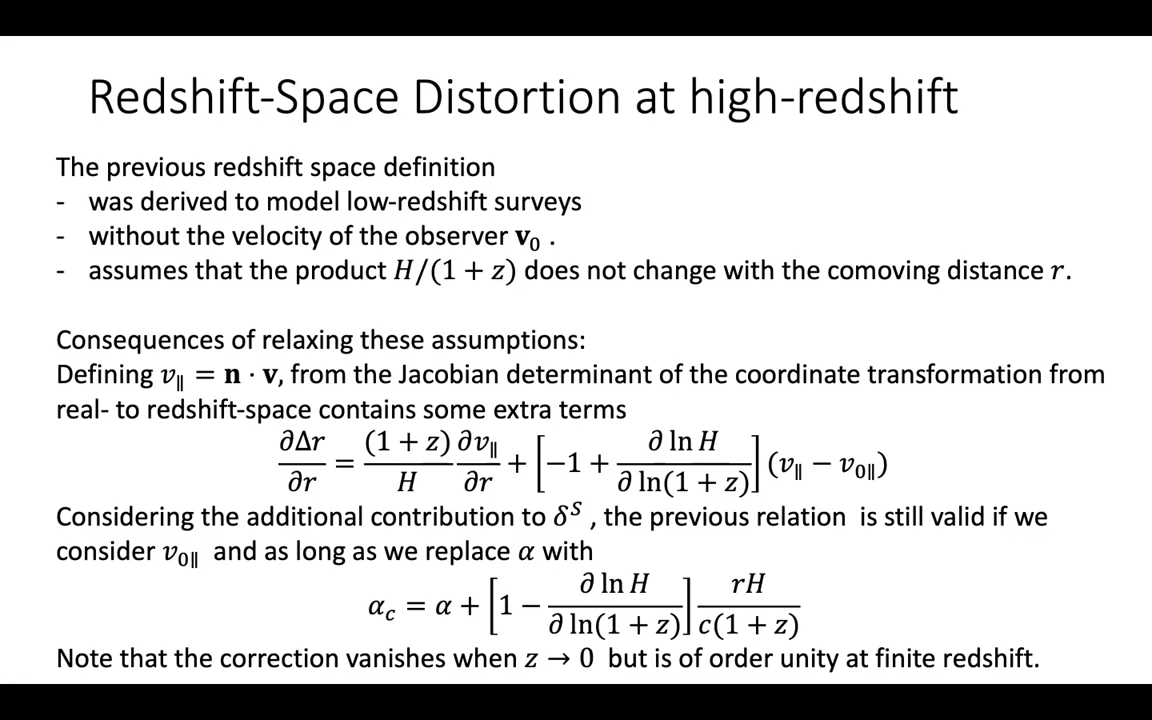 Redshift-Space Distortion at high-redshift
The previous redshift space definition
- was derived to model low-redshift surveys
- without the velocity of the observer v₀ .
- assumes that the product H/(1 + z) does not change with the comoving distance r.
Consequences of relaxing these assumptions:
Defining v∥ = n · v, from the Jacobian determinant of the coordinate transformation from
real- to redshift-space contains some extra terms
∂Δr/∂r = (1 + z)/H ∂v∥/∂r + [−1 + ∂ ln H/∂ ln(1 + z)] (v∥ − v₀∥)
Considering the additional contribution to δˢ , the previous relation is still valid if we
consider v₀∥ and as long as we replace α with
α_c = α + [1 − ∂ ln H/∂ ln(1 + z)] rH/c(1 + z)
Note that the correction vanishes when z → 0 but is of order unity at finite redshift.